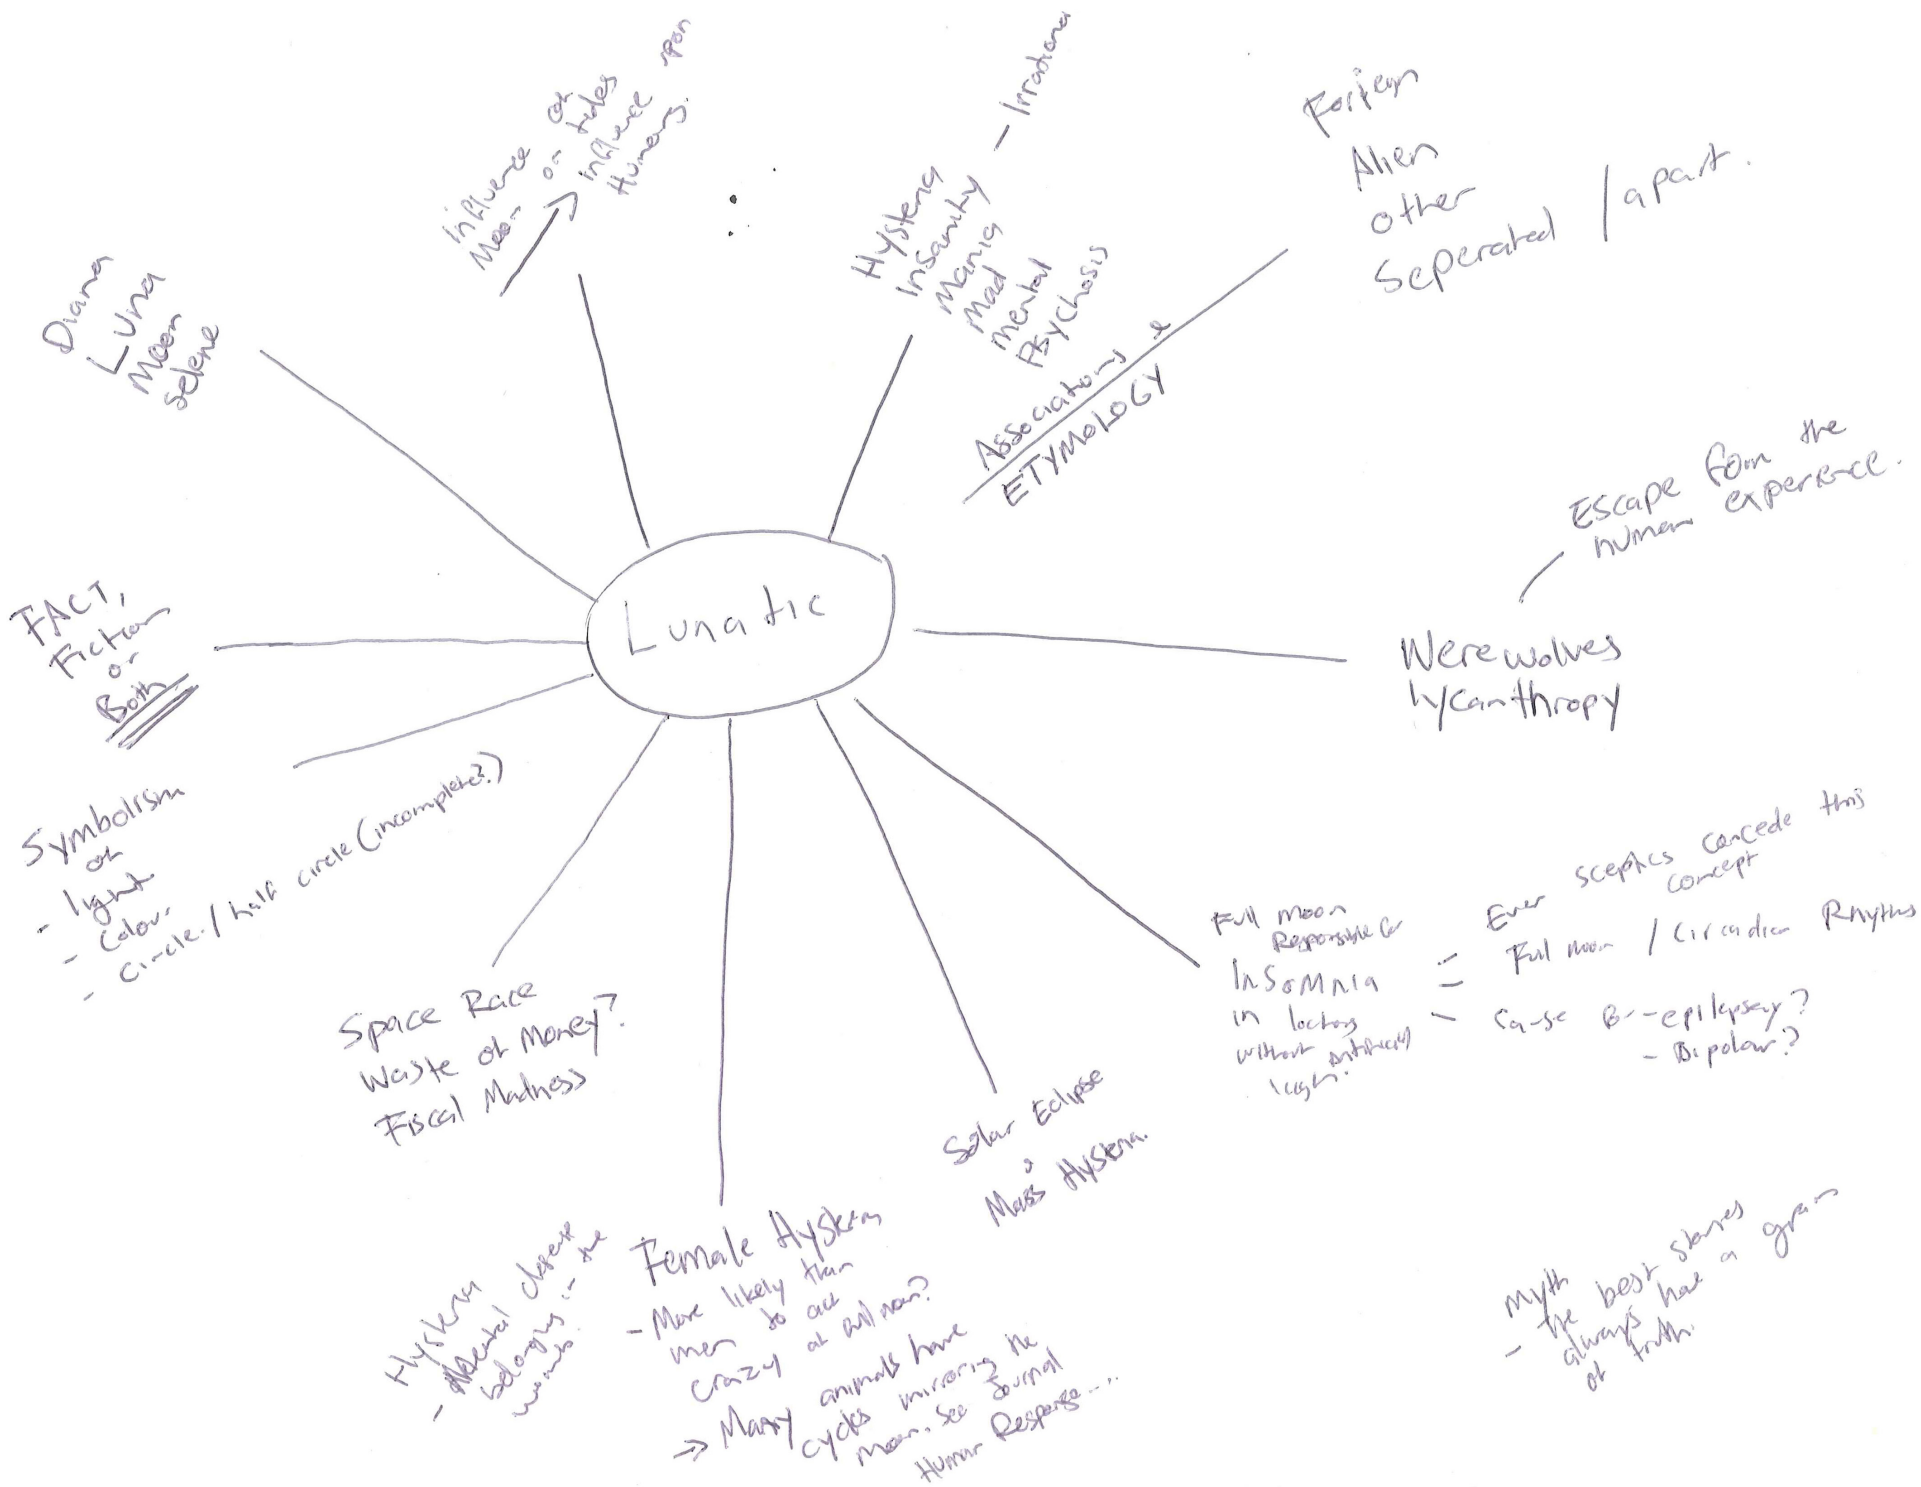 Lunatic
Diana
Luna
Moon
Selene
Influence of
Moon on tides
influence upon
Humans.
Hysteria
Insanity
Mania
Mad
Mental
Psychosis
- Irrational
Associations &
ETYMOLOGY
Foriegn
Alien
other
Seperated / apart.
Escape from the
human experience.
Werewolves
lycanthropy
Full moon
Responsible for
InSoMNIA
in
without Artificial
light.
Even sceptics concede this
concept
Full moon / Circadian Rhythms
- Cause for - epilepsy?
- Bipolar?
Myth
- the best stories
always have a grain
of truth.
Solar Eclipse
&
Mass Hysteria.
Female Hysteria
- More likely than
men to act
crazy at full moon?
→ Many animals have
cycles mirroring the
moon. See Journal
Human Response....
Hysteria
- Mental disease
belonging in the
womb.
Space Race
Waste of Money?
Fiscal Madness
Symbolism
of
- light
- Colour
- Circle / half circle (incomplete?)
FACT,
Fiction
or
Both